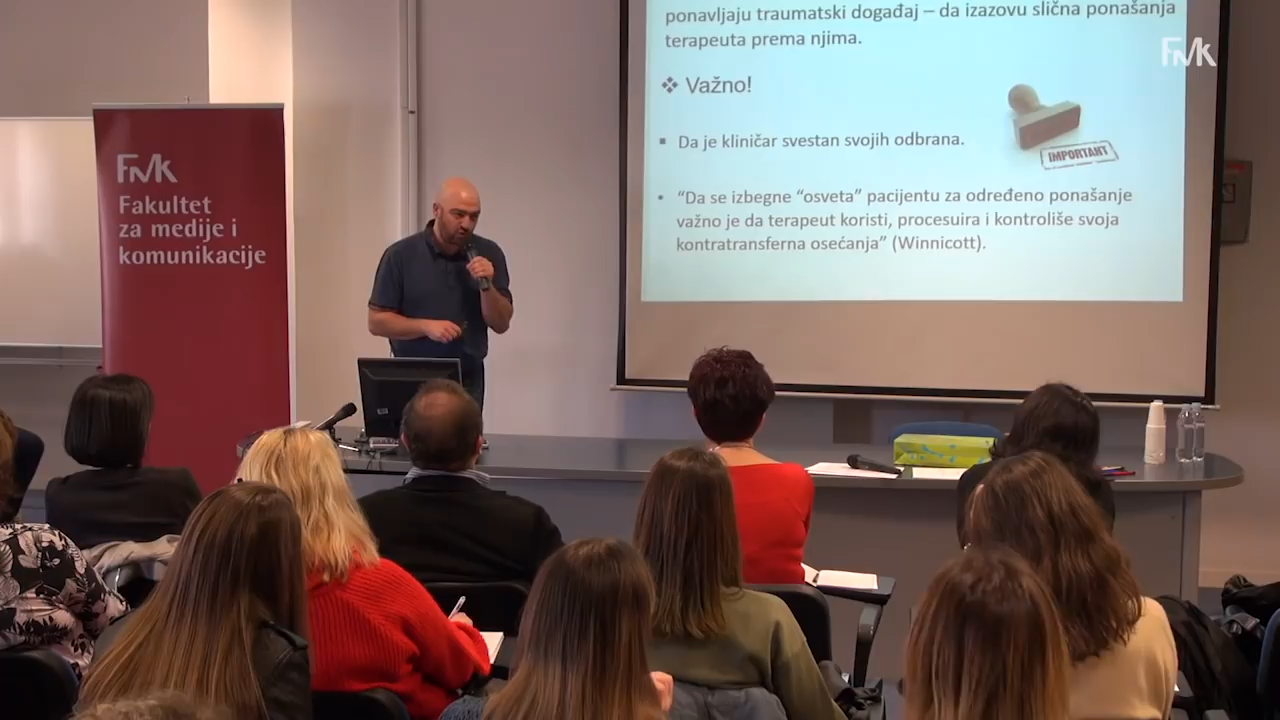 FMK
Fakultet
za medije i
komunikacije
ponavljaju traumatski događaj – da izazovu slična ponašanja
terapeuta prema njima.
Važno!
Da je kliničar svestan svojih odbrana.
IMPORTANT
“Da se izbegne “osveta” pacijentu za određeno ponašanje
važno je da terapeut koristi, procesuira i kontroliše svoja
kontratransferna osećanja” (Winnicott).
FMK